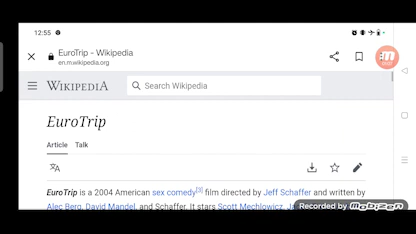 12:55
EuroTrip - Wikipedia
en.m.wikipedia.org
WIKIPEDIA
Search Wikipedia
EuroTrip
Article Talk
EuroTrip is a 2004 American sex comedy[3] film directed by Jeff Schaffer and written by
Alec Berg, David Mandel, and Schaffer. It stars Scott Mechlowicz,
Recorded by mobizen